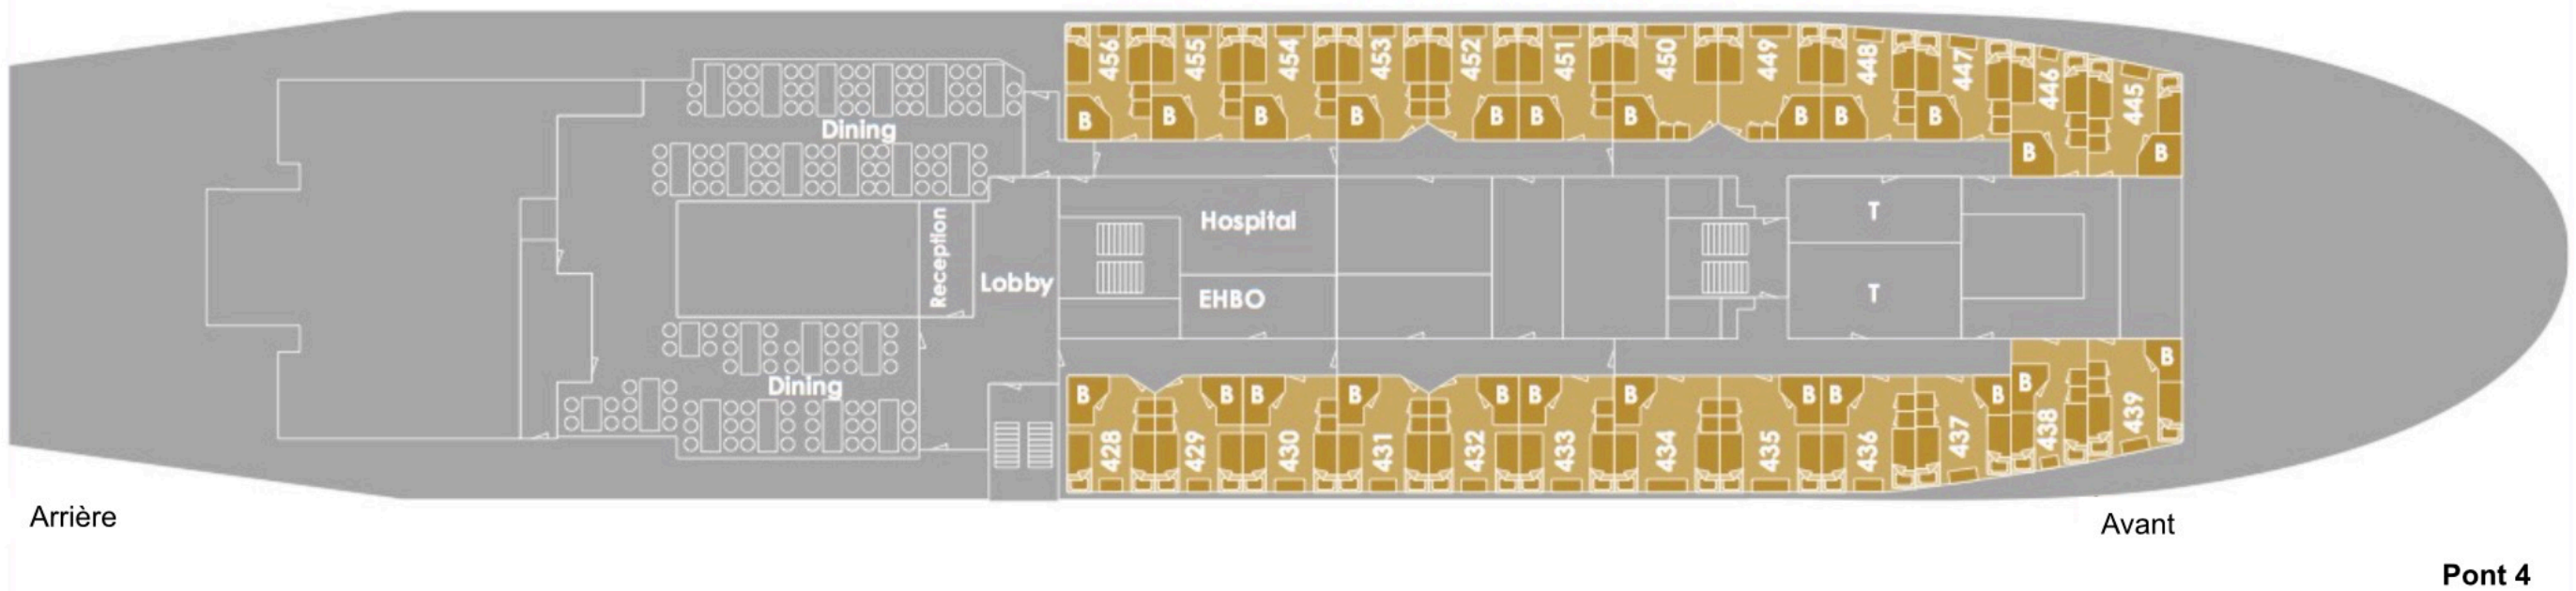 456 455 454 453 452 451 450 449 448 447 446 445
B B B B B B B B B B B B
Dining
Reception
Lobby
Hospital
EHBO
T
T
Dining
B B B B B B B B B B B B
428 429 430 431 432 433 434 435 436 437 438 439
Arrière
Avant
Pont 4